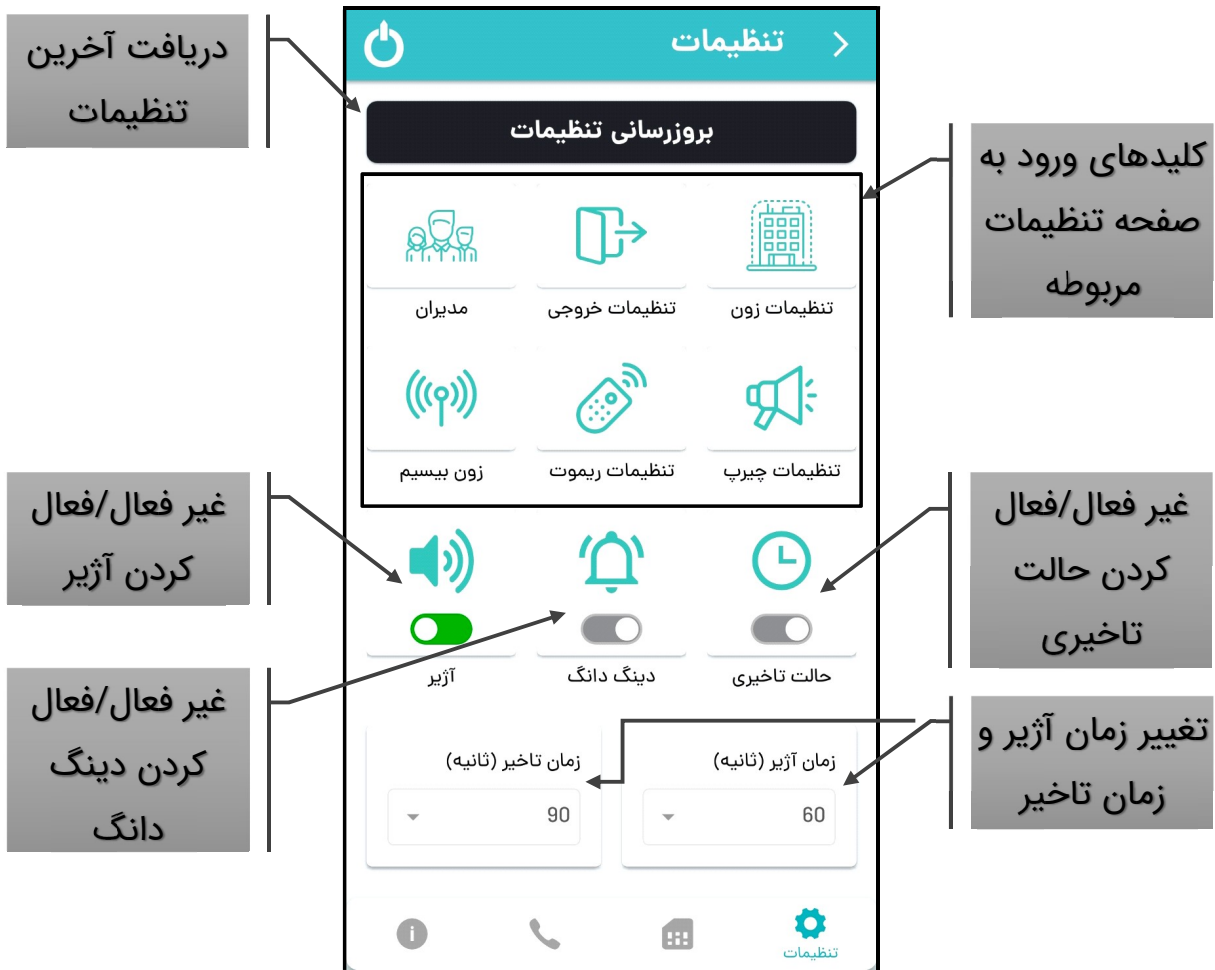 تنظیمات
بروزرسانی تنظیمات
تنظیمات زون
تنظیمات خروجی
مدیران
تنظیمات چیرپ
تنظیمات ریموت
زون بیسیم
حالت تاخیری
دینگ دانگ
آژیر
زمان آژیر (ثانیه)
60
زمان تاخیر (ثانیه)
90
تنظیمات
کلیدهای ورود به
صفحه تنظیمات
مربوطه
غیر فعال/فعال
کردن حالت
تاخیری
تغییر زمان آژیر و
زمان تاخیر
دریافت آخرین
تنظیمات
غیر فعال/فعال
کردن آژیر
غیر فعال/فعال
کردن دینگ
دانگ